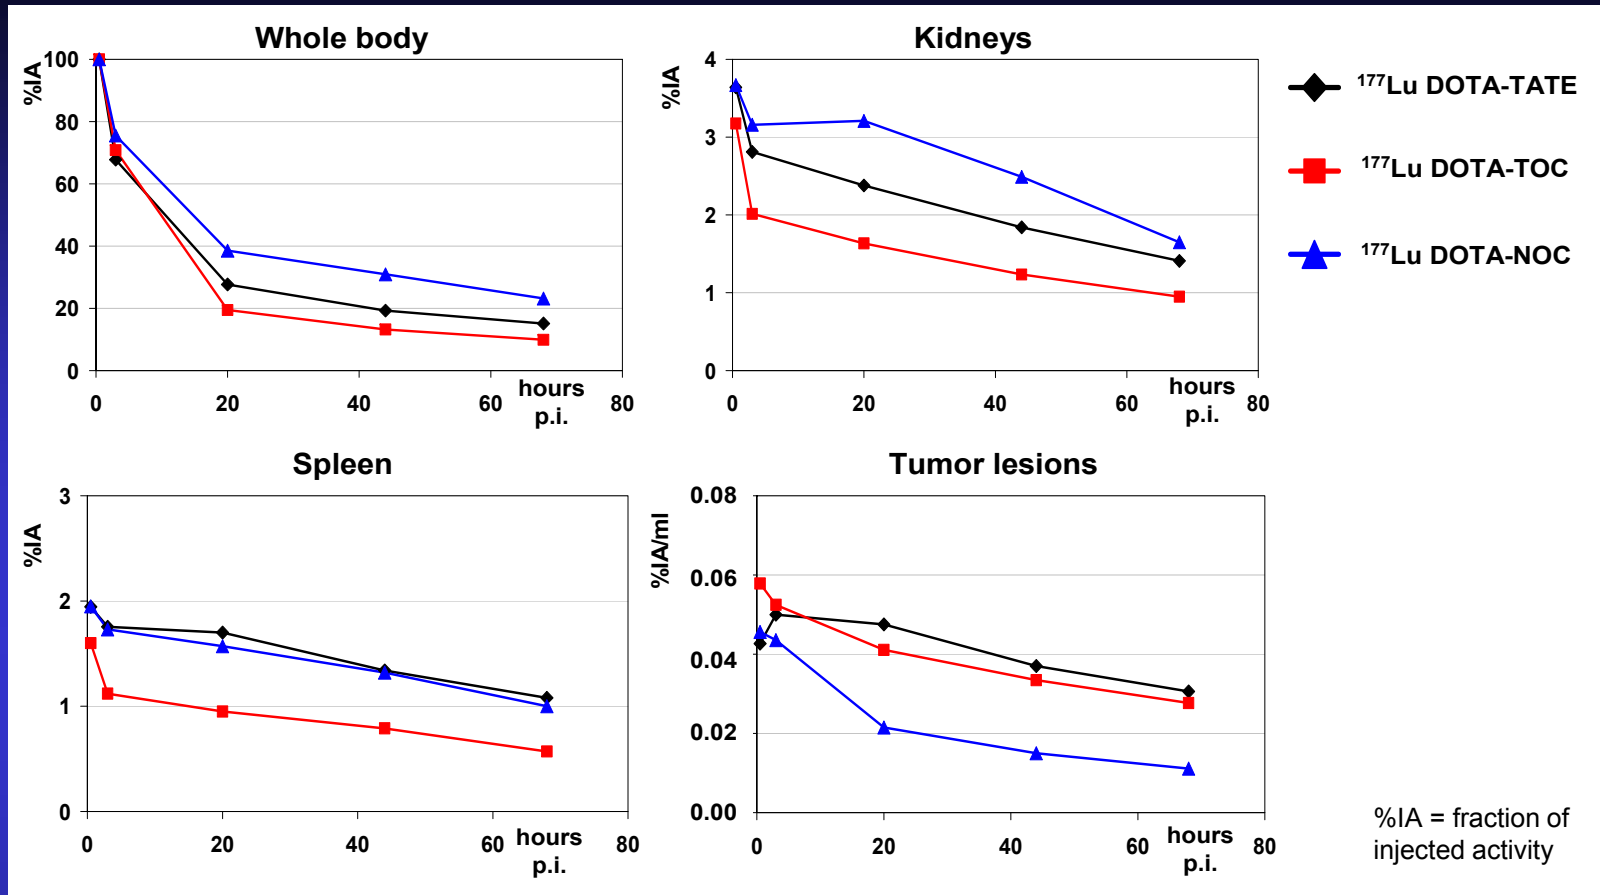 Whole body
%IA
100
80
60
40
20
0
0
20
40
60
80
hours
p.i.
Kidneys
%IA
4
3
2
1
0
0
20
40
60
80
hours
p.i.
177Lu DOTA-TATE
177Lu DOTA-TOC
177Lu DOTA-NOC
Spleen
%IA
3
2
1
0
0
20
40
60
80
hours
p.i.
Tumor lesions
%IA/ml
0.08
0.06
0.04
0.02
0.00
0
20
40
60
80
hours
p.i.
%IA = fraction of
injected activity